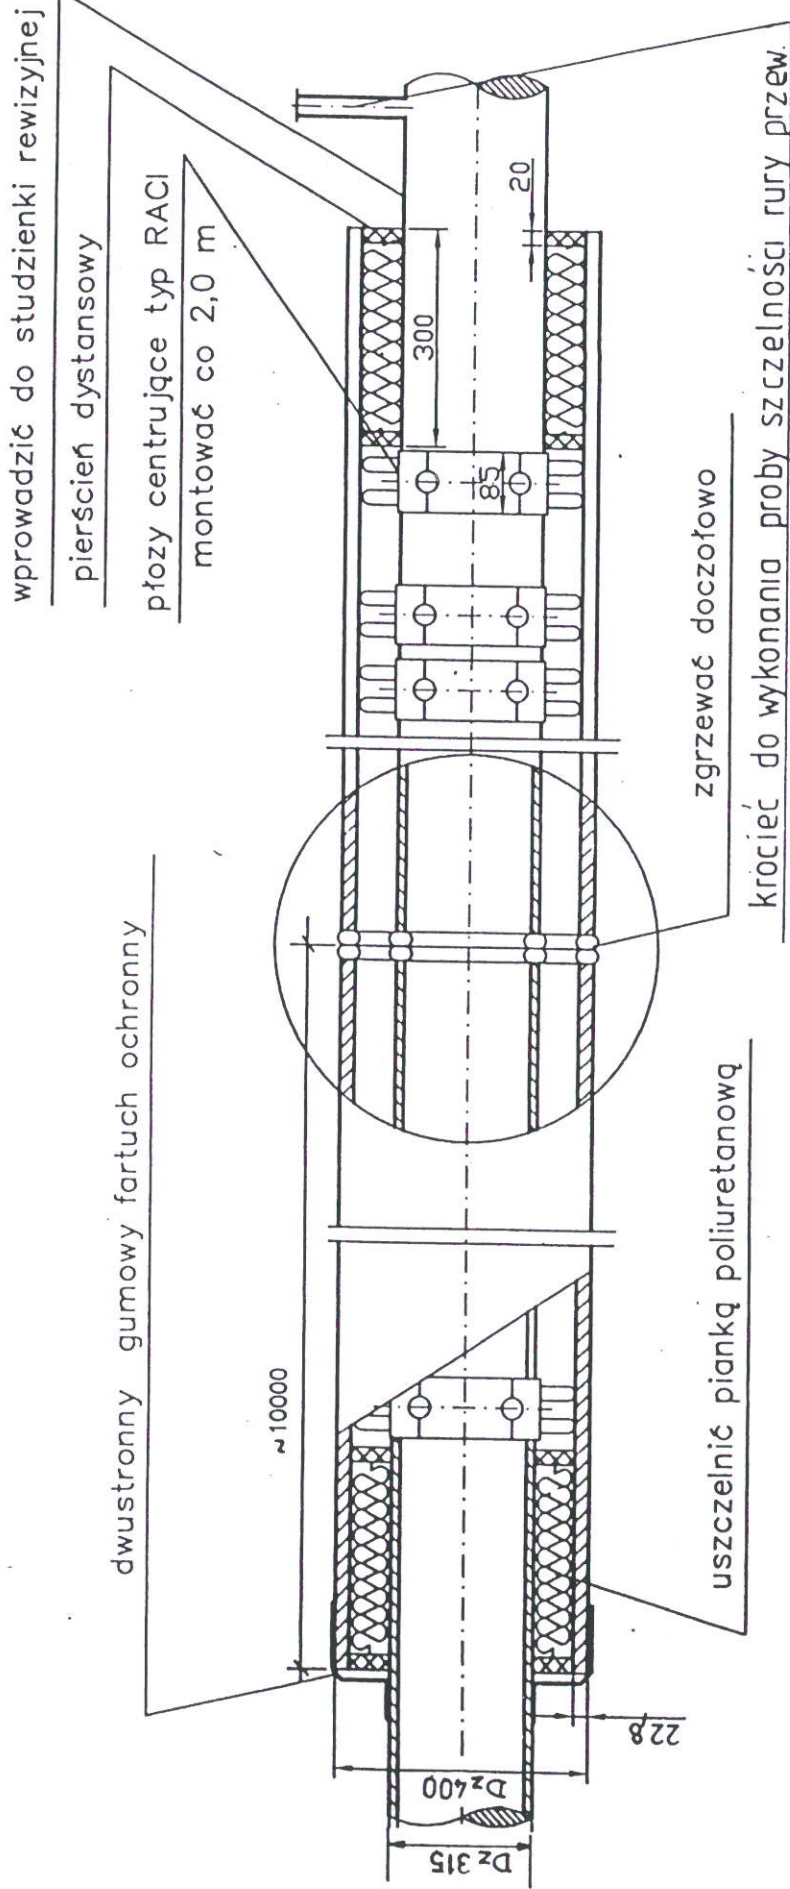 wprowadzić do studzienki rewizyjnej
pierścień dystansowy
płozy centrujące typ RACI
montować co 2,0 m
dwustronny gumowy fartuch ochronny
~10000
300
20
85
Dz 315
Dz 400
22,8
uszczelnić pianką poliuretanową
zgrzewać doczołowo
krociec do wykonania proby szczelności rury przew.